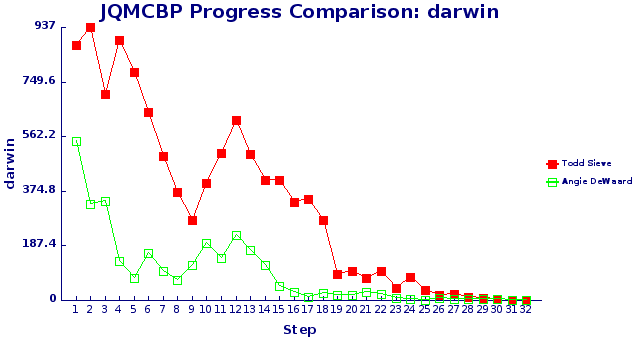 JQMCBP Progress Comparison: darwin
937
749.6
562.2
374.8
187.4
0
darwin
1 2 3 4 5 6 7 8 9 10 11 12 13 14 15 16 17 18 19 20 21 22 23 24 25 26 27 28 29 30 31 32
Step
Todd Sieve
Angie DeWaard